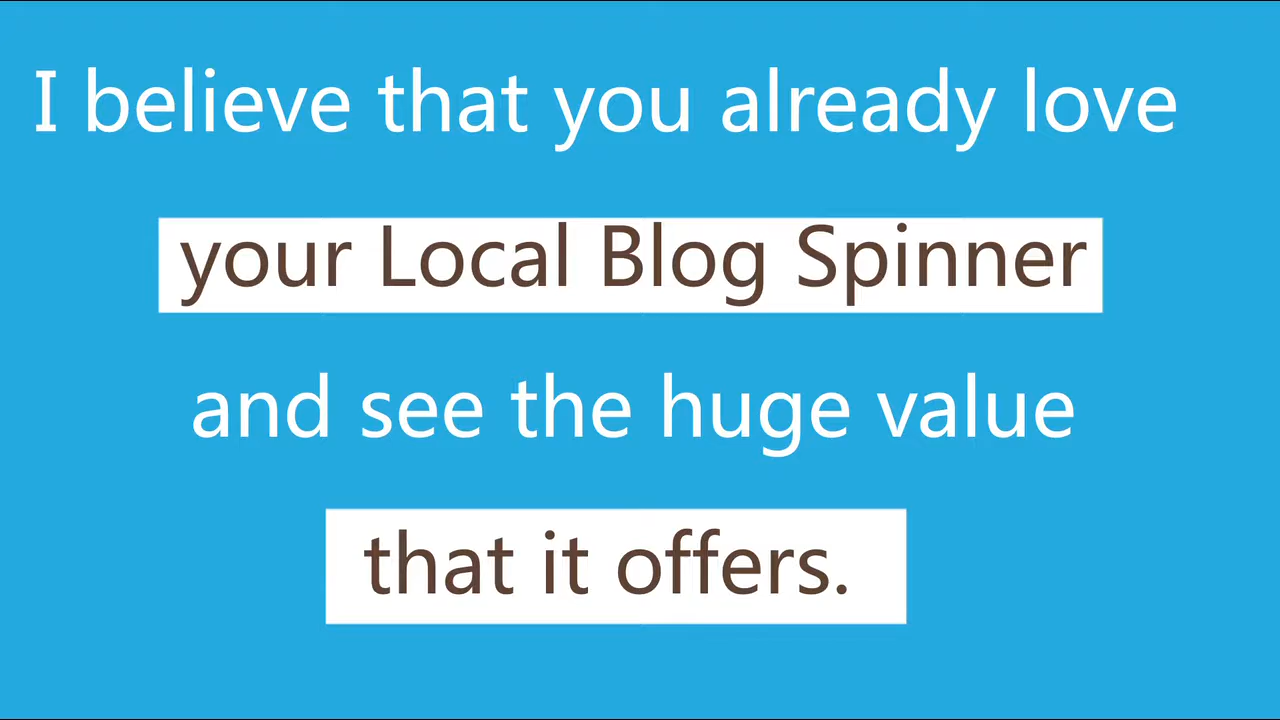 I believe that you already love
your Local Blog Spinner
and see the huge value
that it offers.